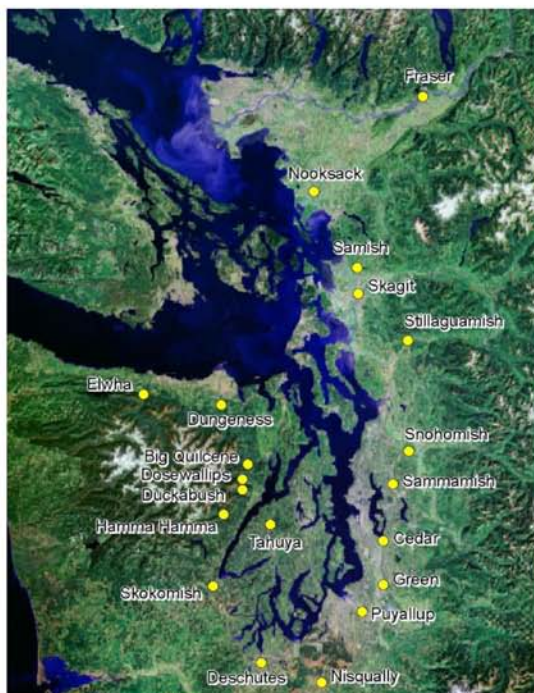 Fraser
Nooksack
Samish
Skagit
Stillaguamish
Elwha
Dungeness
Snohomish
Big Quilcene
Dosewallips
Sammamish
Duckabush
Hamma Hamma
Tahuya
Cedar
Skokomish
Green
Puyallup
Deschutes
Nisqually